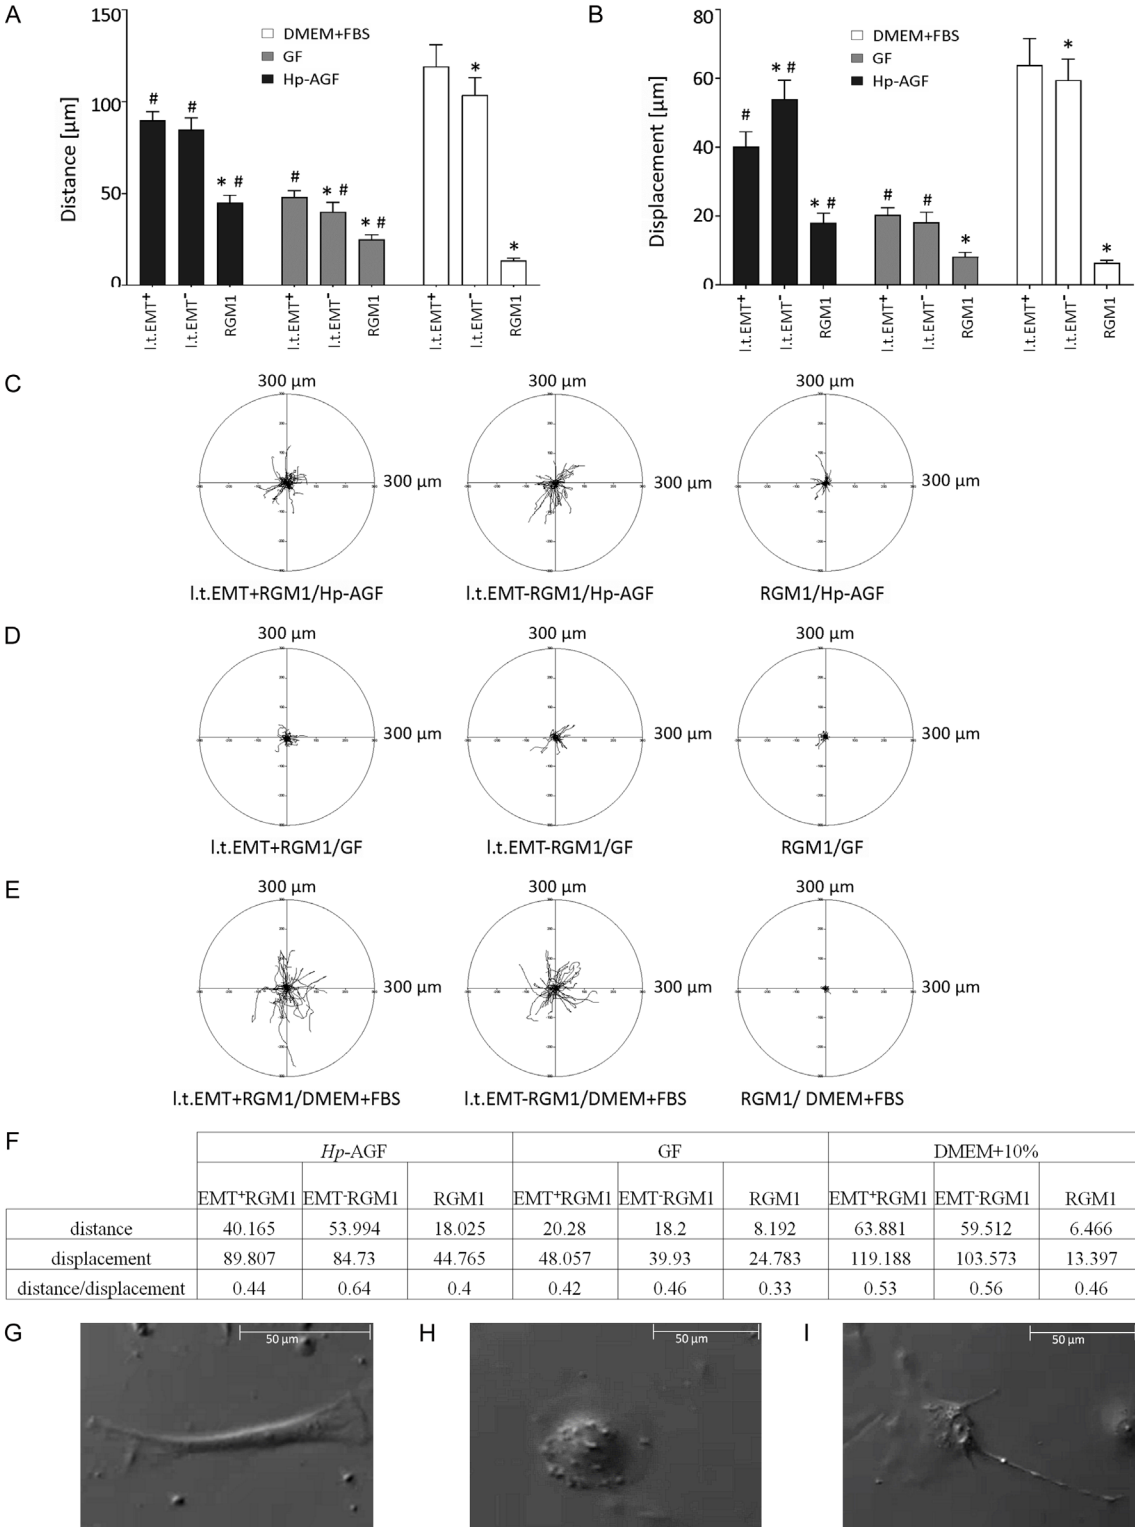 A
150
100
50
0
Distance [µm]
DMEM+FBS
GF
Hp-AGF
# # * # # * # * # * *
l.t.EMT+ l.t.EMT- RGM1 l.t.EMT+ l.t.EMT- RGM1 l.t.EMT+ l.t.EMT- RGM1
B
80
60
40
20
0
Displacement [µm]
DMEM+FBS
GF
Hp-AGF
# * # * # # # * * *
l.t.EMT+ l.t.EMT- RGM1 l.t.EMT+ l.t.EMT- RGM1 l.t.EMT+ l.t.EMT- RGM1
C
300 µm 300 µm 300 µm
300 µm 300 µm 300 µm
l.t.EMT+RGM1/Hp-AGF l.t.EMT-RGM1/Hp-AGF RGM1/Hp-AGF
D
300 µm 300 µm 300 µm
300 µm 300 µm 300 µm
l.t.EMT+RGM1/GF l.t.EMT-RGM1/GF RGM1/GF
E
300 µm 300 µm 300 µm
300 µm 300 µm 300 µm
l.t.EMT+RGM1/DMEM+FBS l.t.EMT-RGM1/DMEM+FBS RGM1/ DMEM+FBS
F
Hp-AGF GF DMEM+10%
EMT+RGM1 EMT-RGM1 RGM1 EMT+RGM1 EMT-RGM1 RGM1 EMT+RGM1 EMT-RGM1 RGM1
distance 40.165 53.994 18.025 20.28 18.2 8.192 63.881 59.512 6.466
displacement 89.807 84.73 44.765 48.057 39.93 24.783 119.188 103.573 13.397
distance/displacement 0.44 0.64 0.4 0.42 0.46 0.33 0.53 0.56 0.46
G
50 µm
H
50 µm
I
50 µm